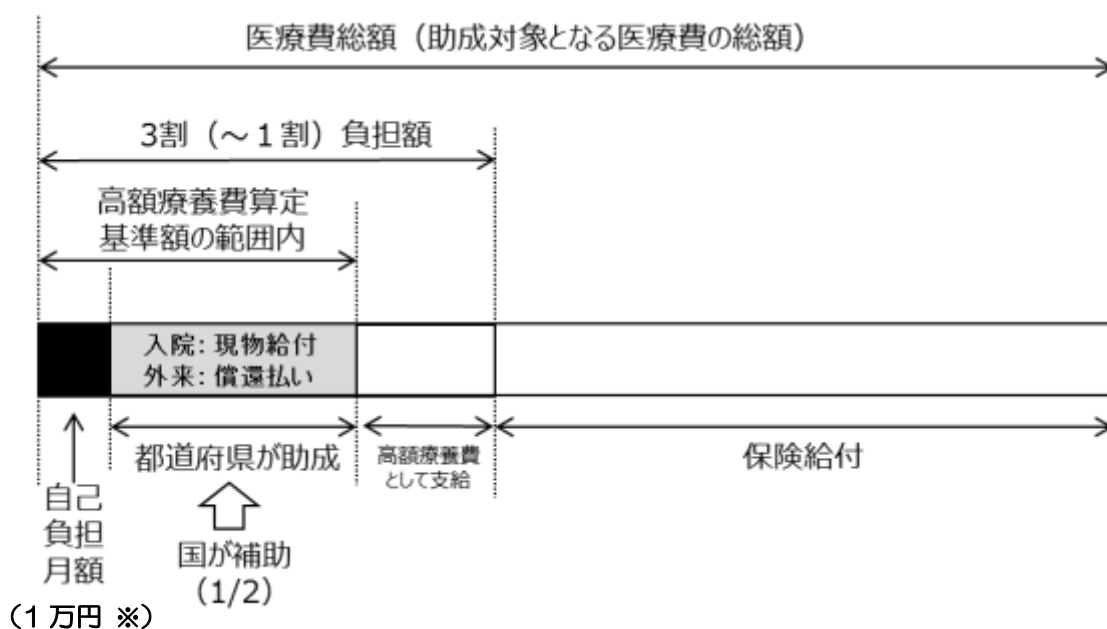 医療費総額（助成対象となる医療費の総額）
3割（～１割）負担額
高額療養費算定
基準額の範囲内
入院：現物給付
外来：償還払い
都道府県が助成
高額療養費
として支給
保険給付
自己
負担
月額
国が補助
(1/2)
（1 万円 ※）